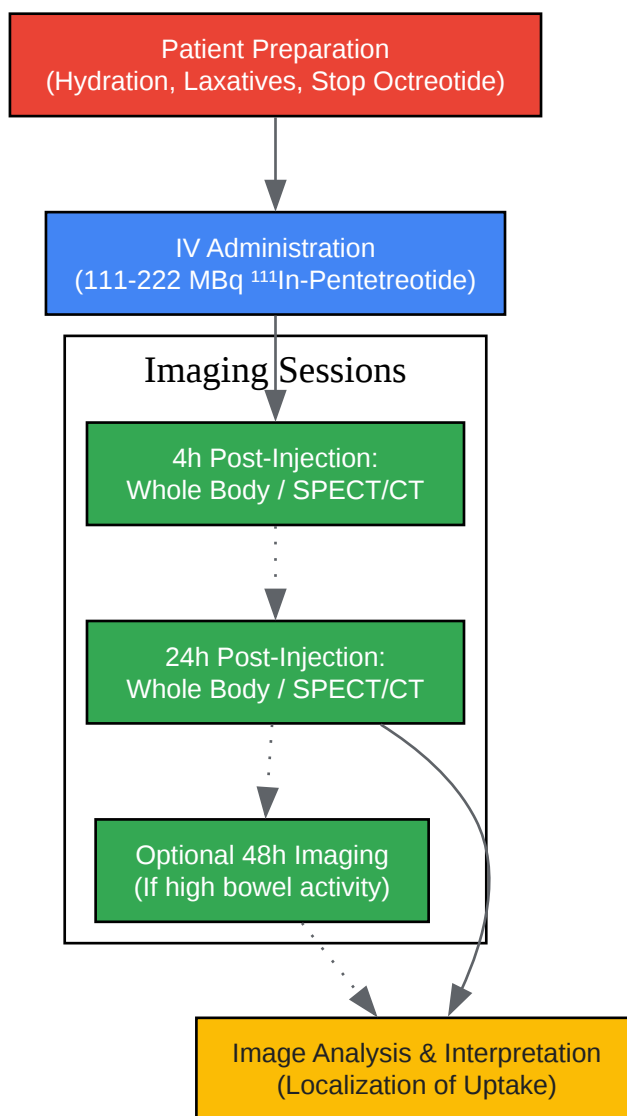 Patient Preparation
(Hydration, Laxatives, Stop Octreotide)
IV Administration
(111-222 MBq ¹¹¹In-Pentetreotide)
Imaging Sessions
4h Post-Injection:
Whole Body / SPECT/CT
24h Post-Injection:
Whole Body / SPECT/CT
Optional 48h Imaging
(If high bowel activity)
Image Analysis & Interpretation
(Localization of Uptake)